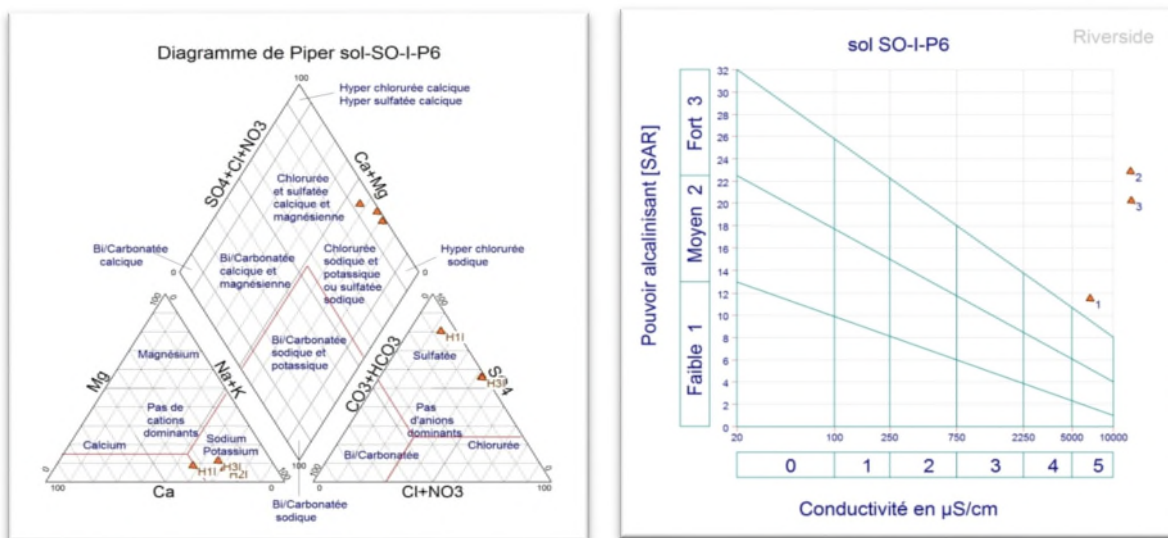 Diagramme de Piper sol-SO-I-P6
100
Hyper chlorurée calcique
Hyper sulfatée calcique
SO4+Cl+NO3
Ca+Mg
Chlorurée
et sulfatée
calcique et
magnésienne
Bi/Carbonatée
calcique
Bi/Carbonatée
calcique et
magnésienne
Chlorurée
sodique et
potassique
ou sulfatée
sodique
Hyper chlorurée
sodique
0
0
0
100
0
100
Bi/Carbonatée
sodique et
potassique
Magnésium
Mg
Na+K
Pas de
cations
dominants
Calcium
Sodium
Potassium
H1I
H3I
H2I
0
100
100
0
Ca
CO3+HCO3
SO4
H1I
Sulfatée
H3I
Pas
d'anions
dominants
Chlorurée
Bi/Carbonatée
100
0
0
100
Cl+NO3
100
Bi/Carbonatée
sodique
sol SO-I-P6
Riverside
Pouvoir alcalinisant [SAR]
Fort 3
Moyen 2
Faible 1
32
30
28
26
24
22
20
18
16
14
12
10
8
6
4
2
0
2
3
1
20
100
250
750
2250
5000
10000
0
1
2
3
4
5
Conductivité en µS/cm